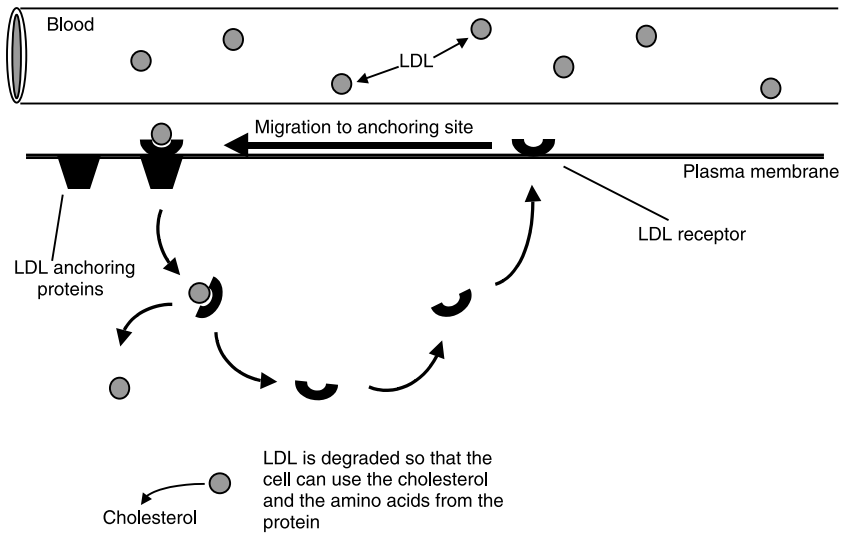 Blood
LDL
Migration to anchoring site
Plasma membrane
LDL receptor
LDL anchoring
proteins
LDL is degraded so that the
cell can use the cholesterol
and the amino acids from the
protein
Cholesterol